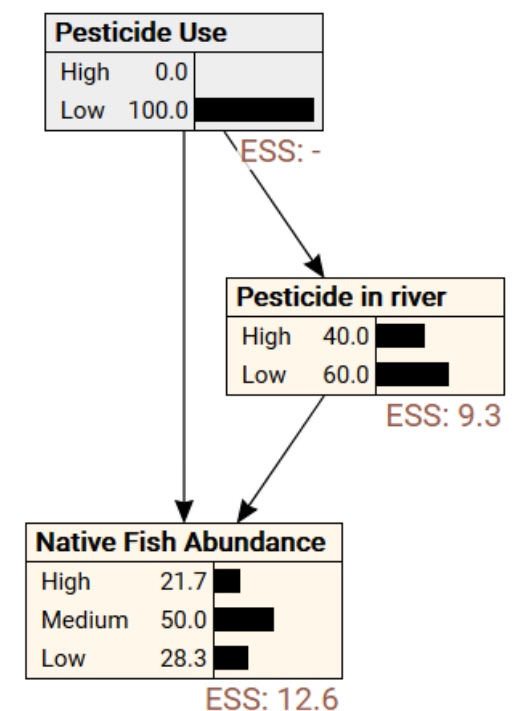 Pesticide Use
High 0.0
Low 100.0
ESS: -
Pesticide in river
High 40.0
Low 60.0
ESS: 9.3
Native Fish Abundance
High 21.7
Medium 50.0
Low 28.3
ESS: 12.6